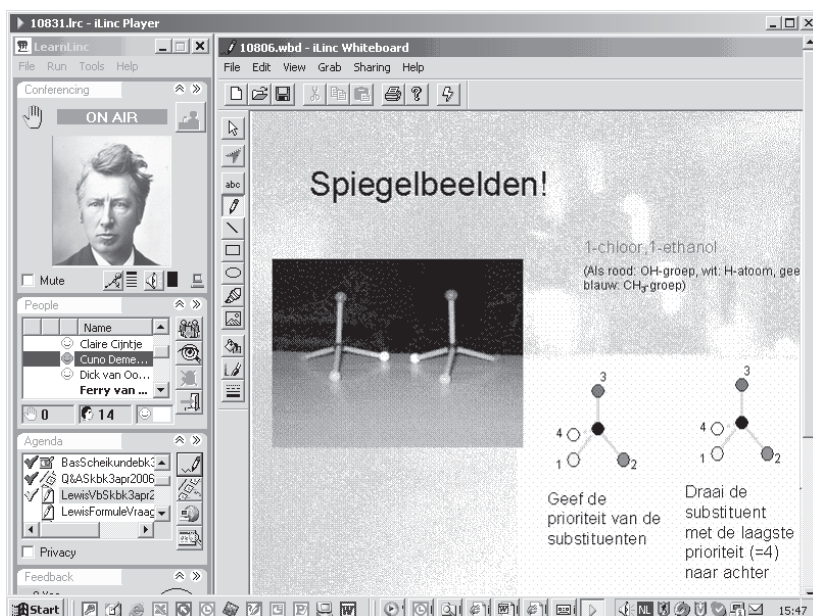 10831.lrc - iLinc Player
LearnLinc
File Run Tools Help
Conferencing
ON AIR
Mute
People
Name
Claire Cijntje
Cuno Deme...
Dick van Oo...
Ferry van ...
0 14
Agenda
BasScheikundebk3
Q&ASkbk3apr2006
LewisVbSkbk3apr2
LewisFormuleVraag
Privacy
Feedback
10806.wbd - iLinc Whiteboard
File Edit View Grab Sharing Help
abc
Spiegelbeelden!
1-chloor,1-ethanol
(Als rood: OH-groep, wit: H-atoom, gee
blauw: CH3-groep)
3
4
1
2
3
4
1
2
Geef de
prioriteit van de
substituenten
Draai de
substituent
met de laagste
prioriteit (=4)
naar achter
Start
NL
15:47